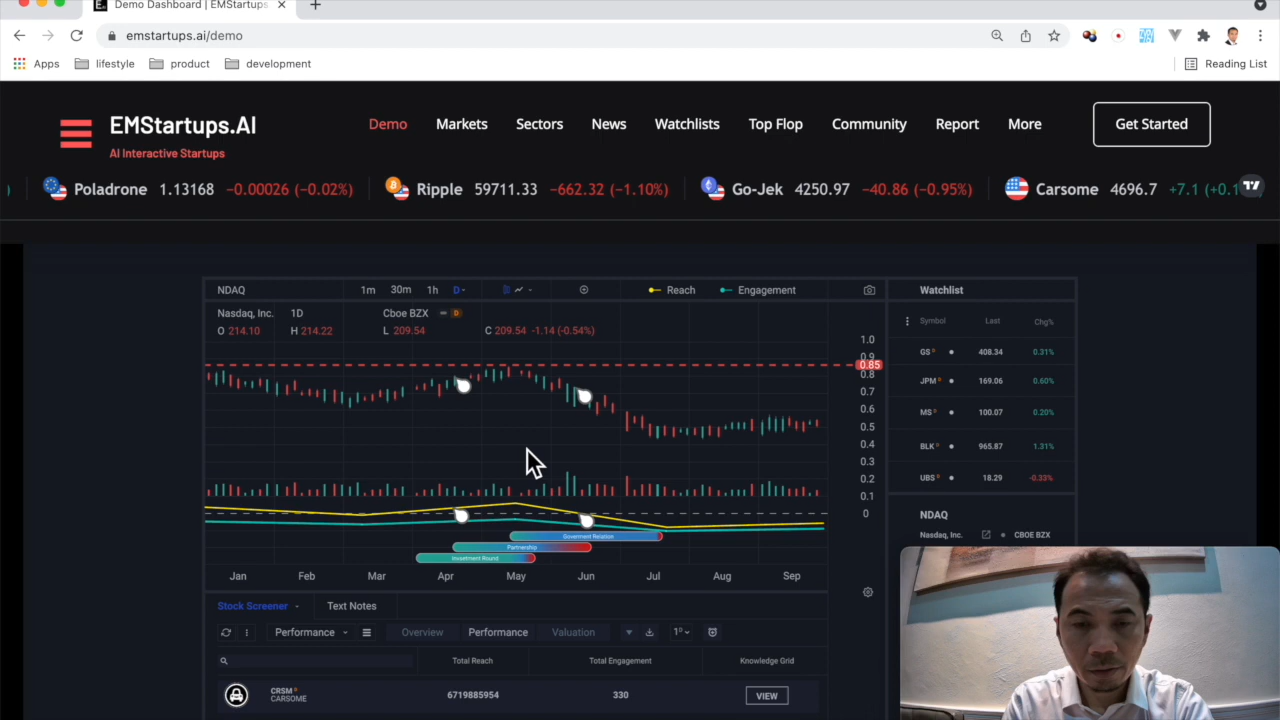 Demo Dashboard | EMStartups
emstartups.ai/demo
Apps lifestyle product development Reading List
EMStartups.AI
AI Interactive Startups
Demo Markets Sectors News Watchlists Top Flop Community Report More Get Started
Poladrone 1.13168 −0.00026 (−0.02%) Ripple 59711.33 −662.32 (−1.10%) Go-Jek 4250.97 −40.86 (−0.95%) Carsome 4696.7 +7.1 (+0.1
NDAQ 1m 30m 1h D Reach Engagement
Nasdaq, Inc. 1D Cboe BZX D
O 214.10 H 214.22 L 209.54 C 209.54 -1.14 (-0.54%)
1.0
0.9
0.85
0.8
0.7
0.6
0.5
0.4
0.3
0.2
0.1
0
Goverment Relation
Partnership
Investment Round
Jan Feb Mar Apr May Jun Jul Aug Sep
Watchlist
Symbol Last Chg%
GS D 408.34 0.31%
JPM D 169.06 0.60%
MS D 100.07 0.20%
BLK D 965.87 1.31%
UBS D 18.29 -0.33%
NDAQ
Nasdaq, Inc. CBOE BZX
Stock Screener Text Notes
Performance Overview Performance Valuation 1D
Total Reach Total Engagement Knowledge Grid
CRSM D
CARSOME
6719885954 330 VIEW